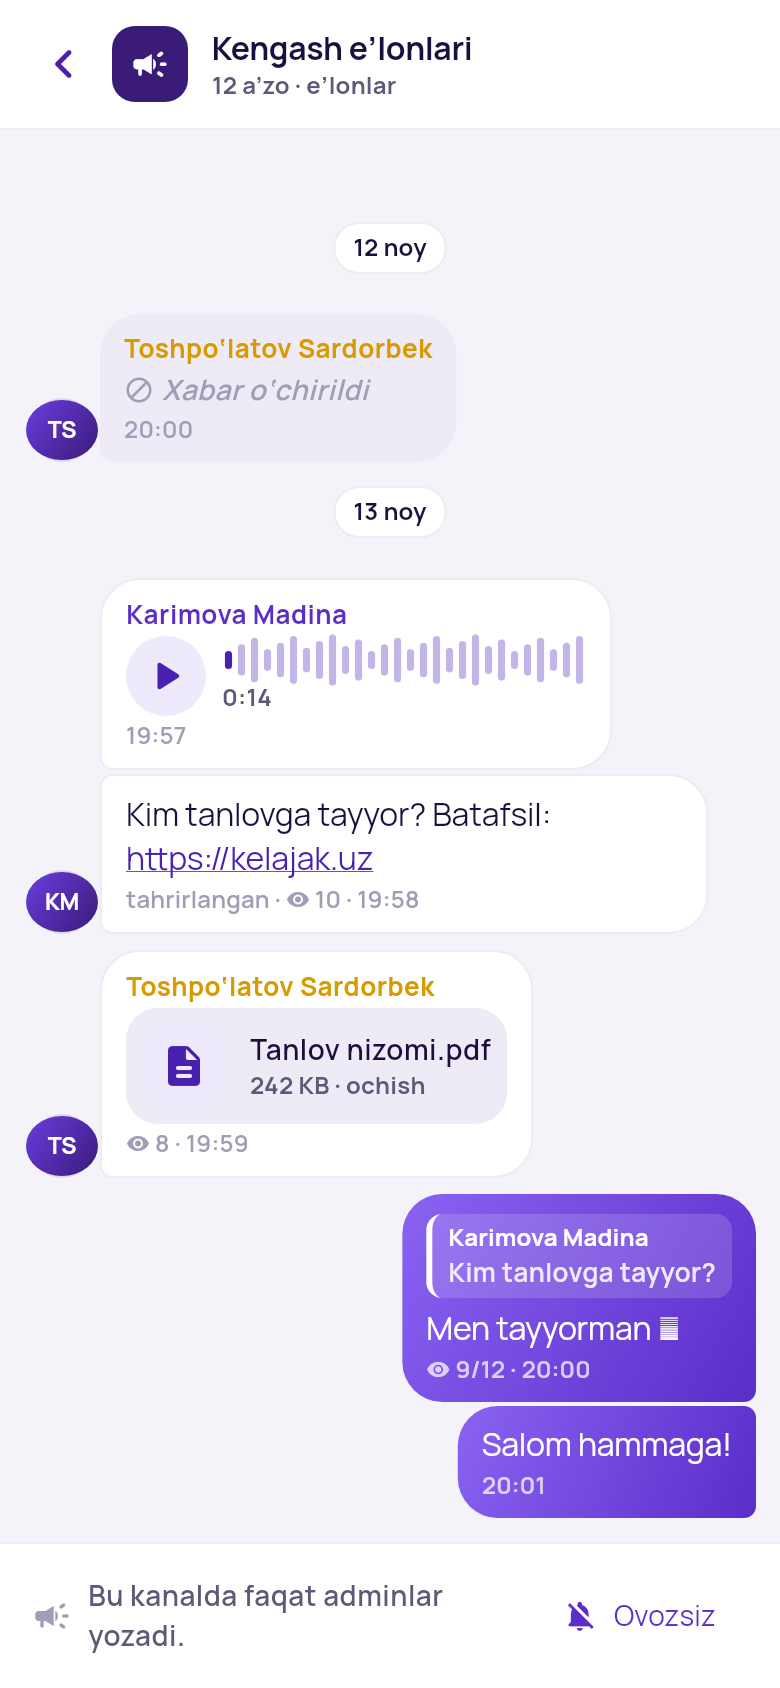 Kengash e’lonlari
12 a’zo · e’lonlar
12 noy
Toshpo‘latov Sardorbek
Xabar o‘chirildi
20:00
TS
13 noy
Karimova Madina
0:14
19:57
Kim tanlovga tayyor? Batafsil:
https://kelajak.uz
tahrirlangan · 10 · 19:58
KM
Toshpo‘latov Sardorbek
Tanlov nizomi.pdf
242 KB · ochish
8 · 19:59
TS
Karimova Madina
Kim tanlovga tayyor?
Men tayyorman
9/12 · 20:00
Salom hammaga!
20:01
Bu kanalda faqat adminlar
yozadi.
Ovozsiz